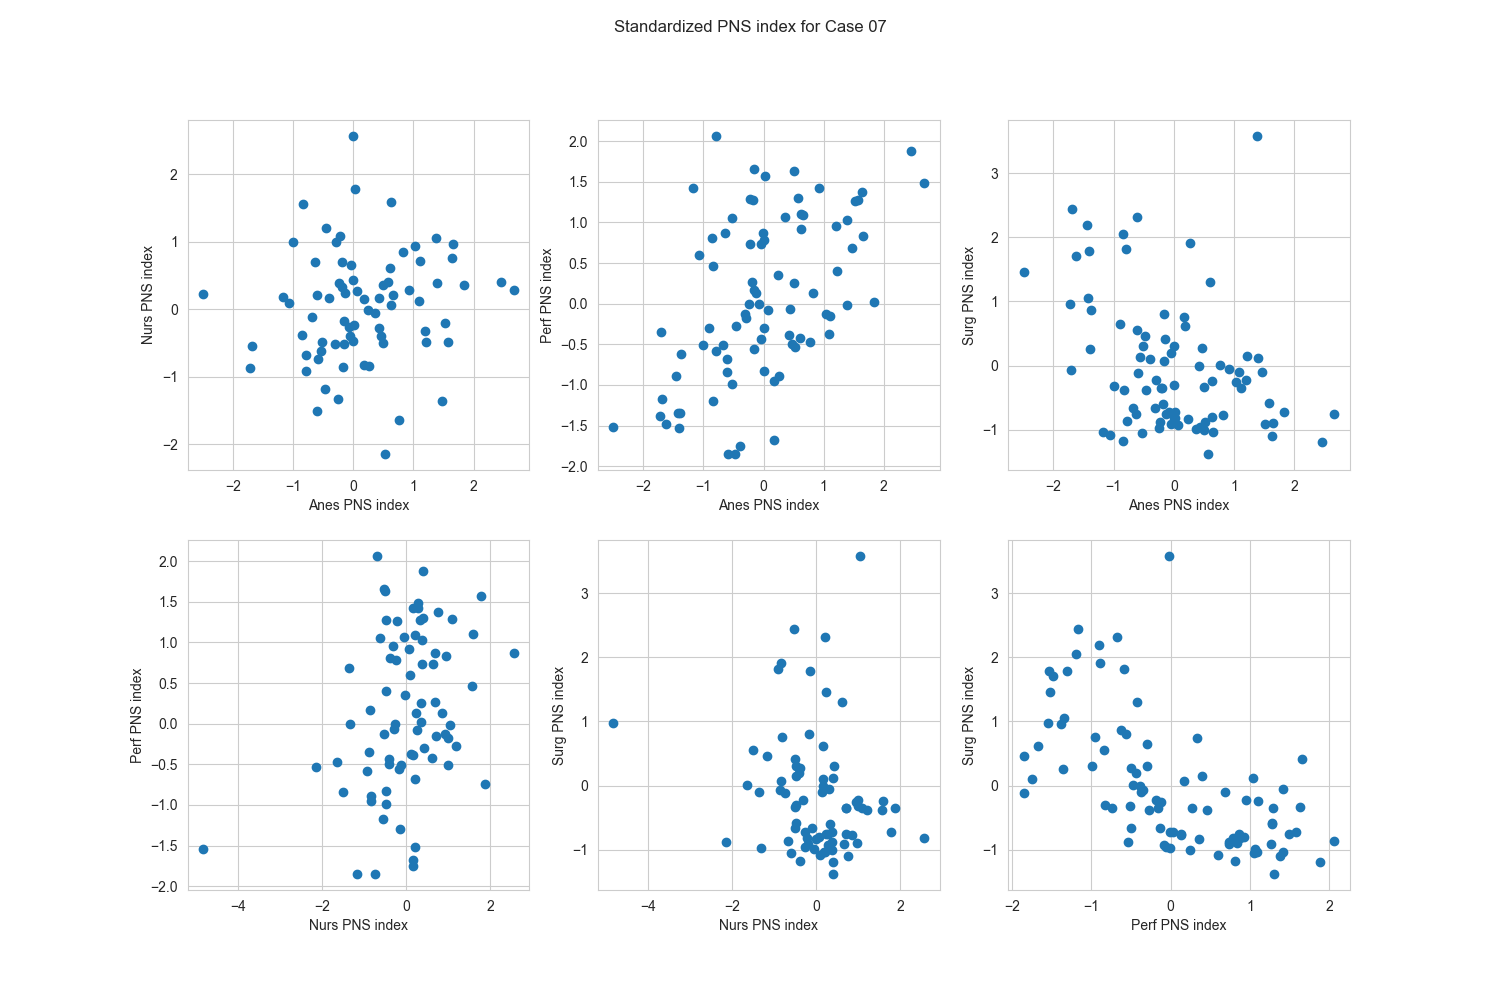 Standardized PNS index for Case 07
Nurs PNS index
2
1
0
−1
−2
−2 −1 0 1 2
Anes PNS index
Perf PNS index
2.0
1.5
1.0
0.5
0.0
−0.5
−1.0
−1.5
−2.0
−2 −1 0 1 2
Anes PNS index
Surg PNS index
3
2
1
0
−1
−2 −1 0 1 2
Anes PNS index
Perf PNS index
2.0
1.5
1.0
0.5
0.0
−0.5
−1.0
−1.5
−2.0
−4 −2 0 2
Nurs PNS index
Surg PNS index
3
2
1
0
−1
−4 −2 0 2
Nurs PNS index
Surg PNS index
3
2
1
0
−1
−2 −1 0 1 2
Perf PNS index